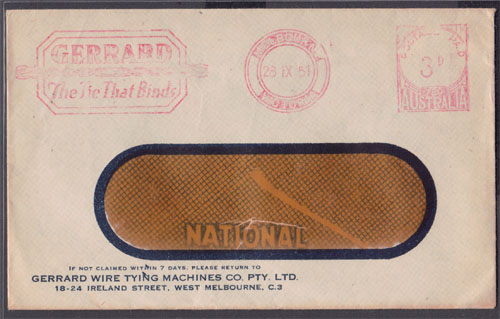 GERRARD
The Tie That Binds
28 IX 51
3D
AUSTRALIA
NATIONAL
IF NOT CLAIMED WITHIN 7 DAYS, PLEASE RETURN TO
GERRARD WIRE TYING MACHINES CO. PTY. LTD.
18-24 IRELAND STREET, WEST MELBOURNE, C.3